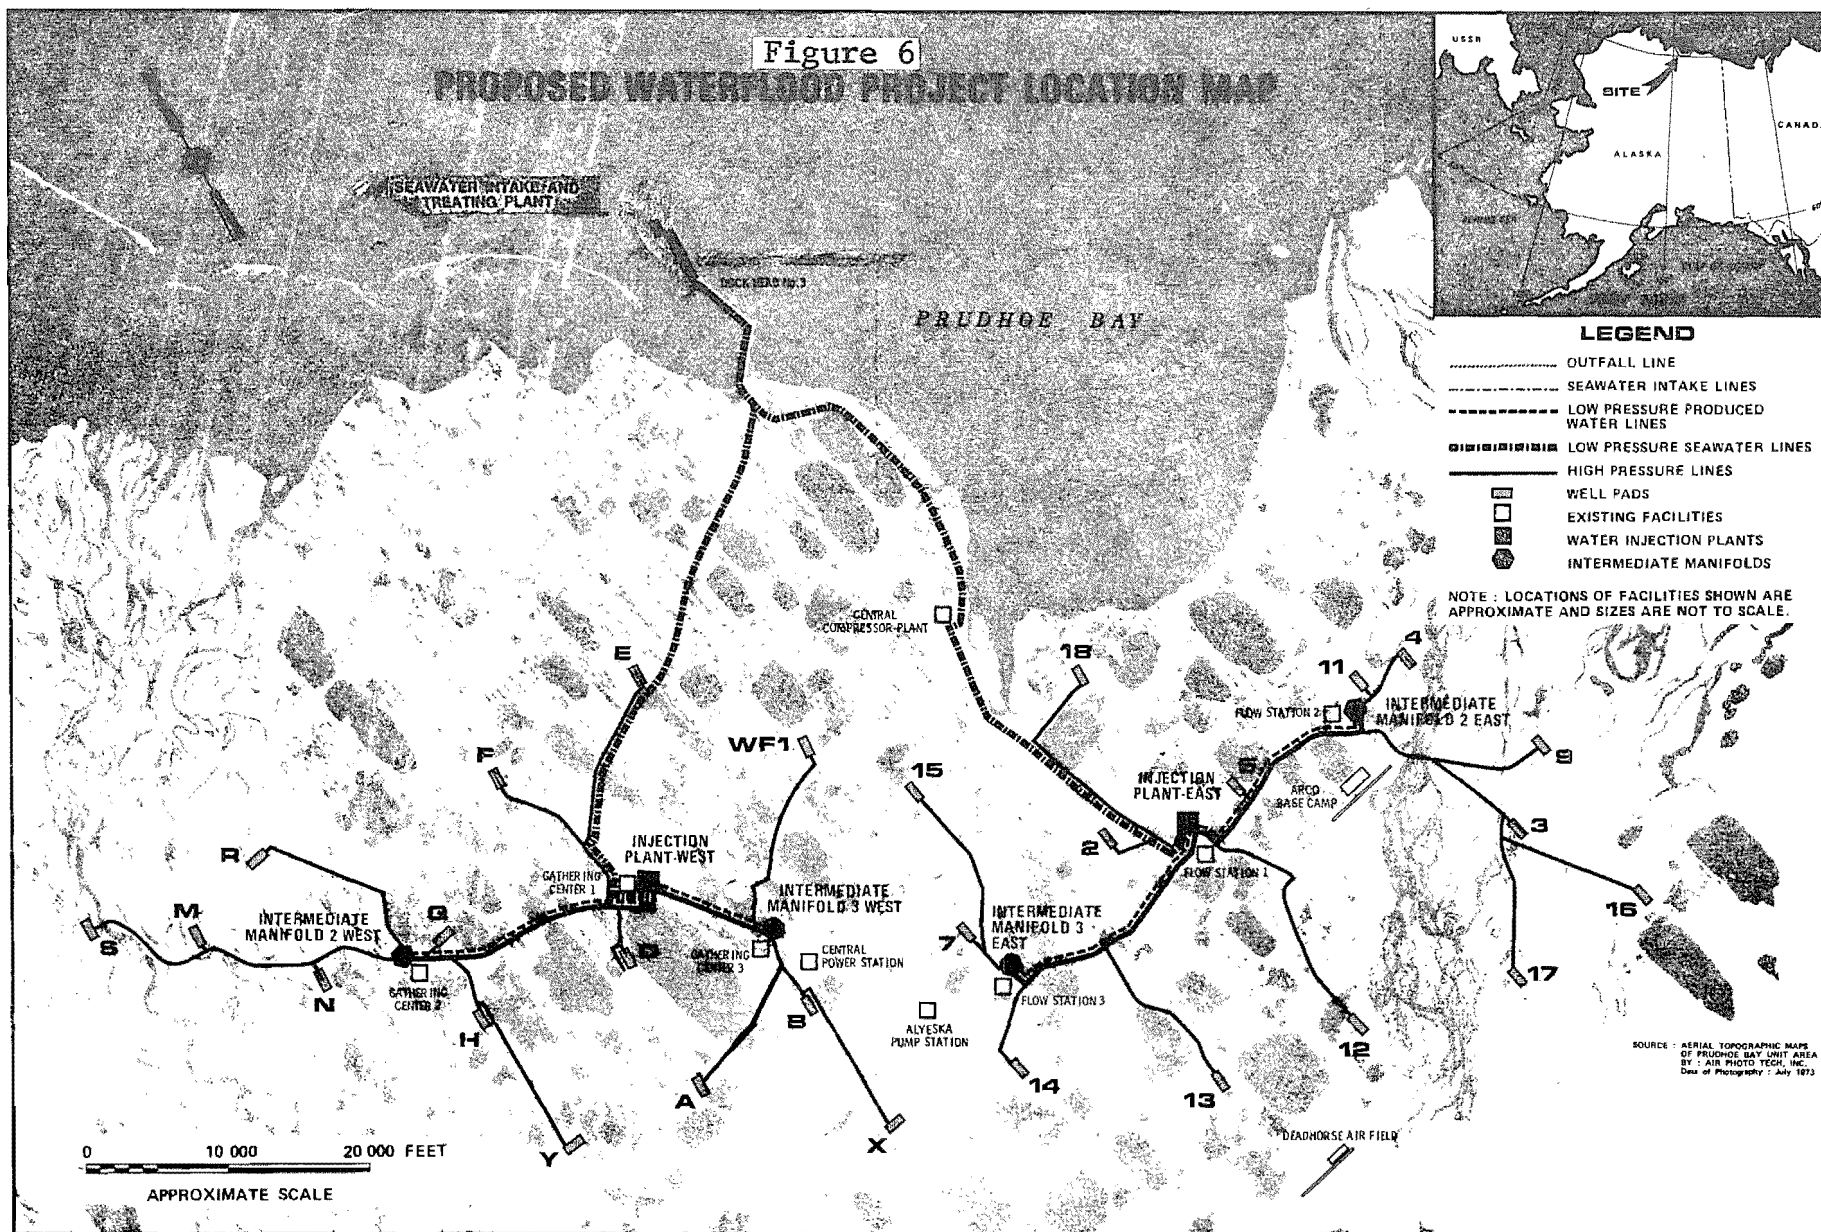 Figure 6
PROPOSED WATERFLOOD PROJECT LOCATION MAP
USSR
SITE
CANAD
ALASKA
BERING SEA
SEAWATER INTAKE AND
TREATING PLANT
DOCK HEAD No.3
PRUDHOE BAY
LEGEND
OUTFALL LINE
SEAWATER INTAKE LINES
LOW PRESSURE PRODUCED
WATER LINES
LOW PRESSURE SEAWATER LINES
HIGH PRESSURE LINES
WELL PADS
EXISTING FACILITIES
WATER INJECTION PLANTS
INTERMEDIATE MANIFOLDS
NOTE : LOCATIONS OF FACILITIES SHOWN ARE
APPROXIMATE AND SIZES ARE NOT TO SCALE.
CENTRAL
COMPRESSOR-PLANT
E
18
11
4
FLOW STATION 2
INTERMEDIATE
MANIFOLD 2 EAST
F
WF1
15
INJECTION
PLANT-EAST
9
ARCO
BASE CAMP
2
3
FLOW STATION 1
R
INJECTION
PLANT-WEST
GATHERING
CENTER 1
INTERMEDIATE
MANIFOLD 3 WEST
16
S
M
INTERMEDIATE
MANIFOLD 2 WEST
INTERMEDIATE
MANIFOLD 3
EAST
7
GATHERING
CENTER 3
CENTRAL
POWER STATION
N
GATHERING
CENTER 2
17
FLOW STATION 3
H
B
ALYESKA
PUMP STATION
12
14
13
A
X
Y
DEADHORSE AIR FIELD
SOURCE : AERIAL TOPOGRAPHIC MAPS
OF PRUDHOE BAY UNIT AREA
BY : AIR PHOTO TECH, INC.
Date of Photography : July 1973
0 10 000 20 000 FEET
APPROXIMATE SCALE